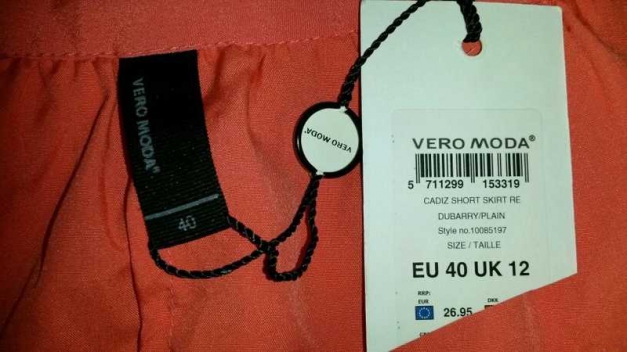 VERO MODA®
40
VERO MODA®
VERO MODA®
5 711299 153319
CADIZ SHORT SKIRT RE
DUBARRY/PLAIN
Style no.10085197
SIZE / TAILLE
EU 40 UK 12
RRP:
EUR DKK
26.95